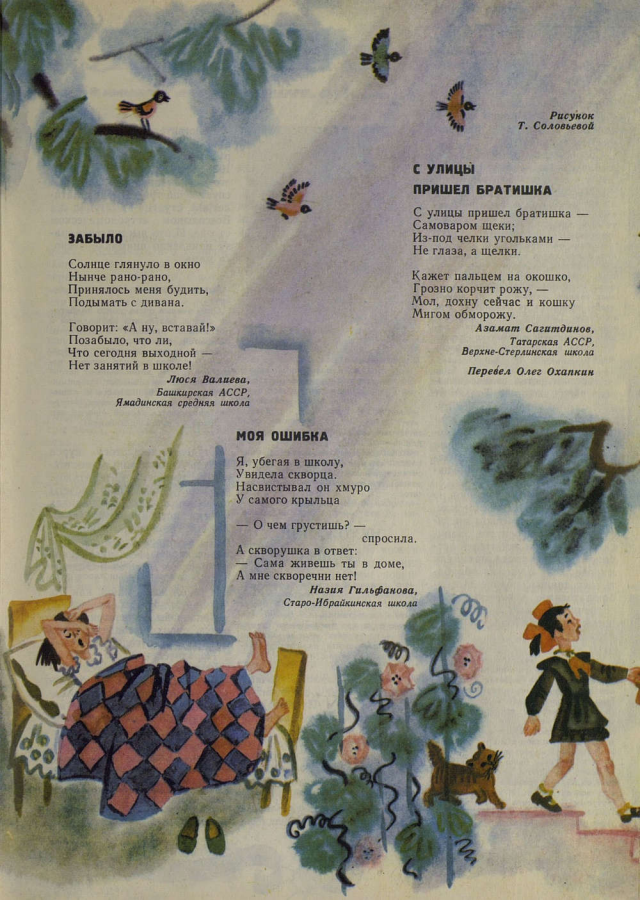 Рисунок
Т. Соловьевой
ЗАБЫЛО
Солнце глянуло в окно
Нынче рано-рано,
Принялось меня будить,
Подымать с дивана.
Говорит: «А ну, вставай!»
Позабыло, что ли,
Что сегодня выходной —
Нет занятий в школе!
Люся Валиева,
Башкирская АССР,
Ямадинская средняя школа
С УЛИЦЫ
ПРИШЕЛ БРАТИШКА
С улицы пришел братишка —
Самоваром щеки;
Из-под челки угольками —
Не глаза, а щелки.
Кажет пальцем на окошко,
Грозно корчит рожу, —
Мол, дохну сейчас и кошку
Мигом обморожу.
Азамат Сагитдинов,
Татарская АССР,
Верхне-Стерлинская школа
Перевел Олег Охапкин
МОЯ ОШИБКА
Я, убегая в школу,
Увидела скворца.
Насвистывал он хмуро
У самого крыльца
— О чем грустишь? —
спросила.
А скворушка в ответ:
— Сама живешь ты в доме,
А мне скворечни нет!
Назия Гильфанова,
Старо-Ибрайкинская школа